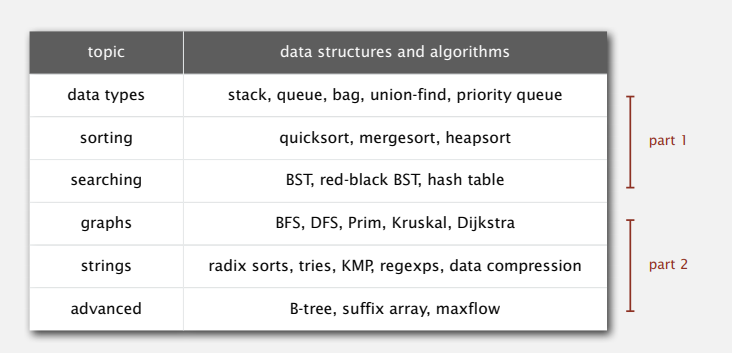 topic data structures and algorithms
data types stack, queue, bag, union-find, priority queue
sorting quicksort, mergesort, heapsort
part 1
searching BST, red-black BST, hash table
graphs BFS, DFS, Prim, Kruskal, Dijkstra
strings radix sorts, tries, KMP, regexps, data compression
part 2
advanced B-tree, suffix array, maxflow